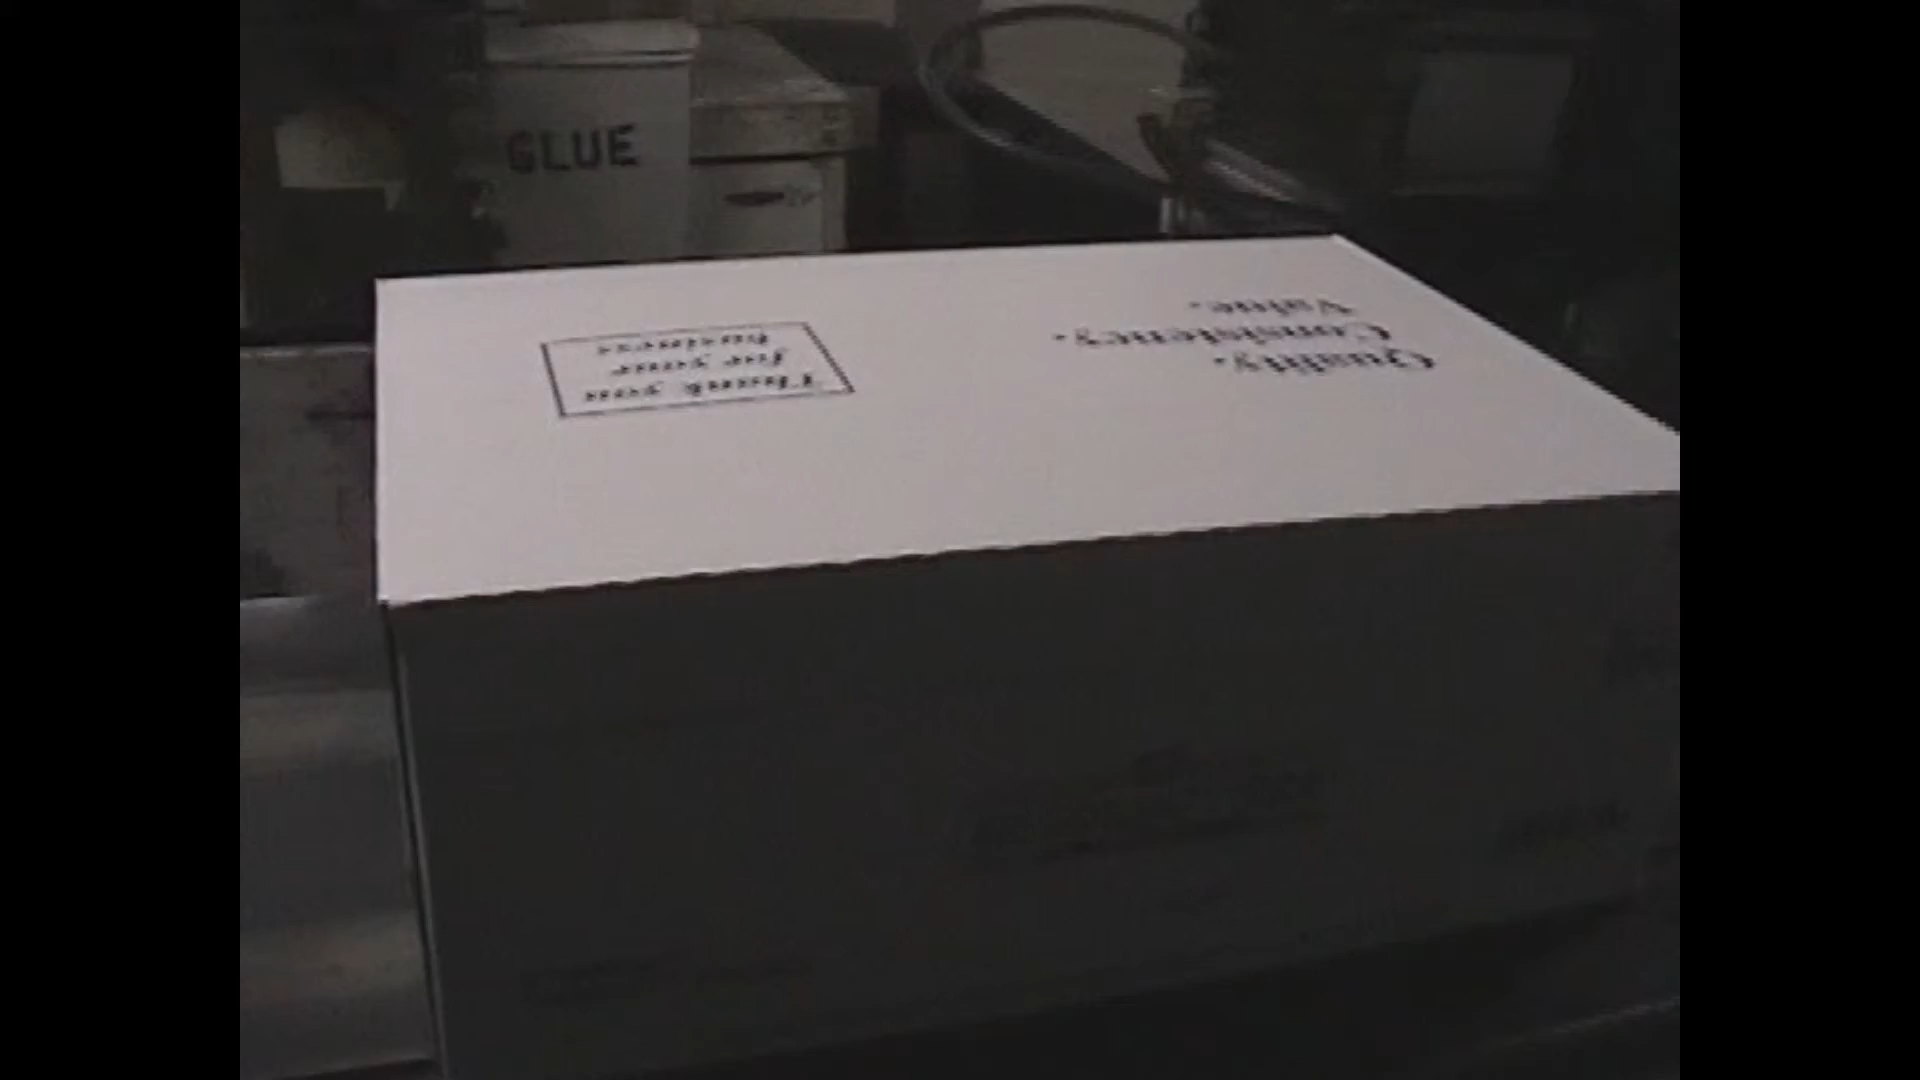 GLUE
Thank you
for your
business
Quality.
Consistency.
Value.